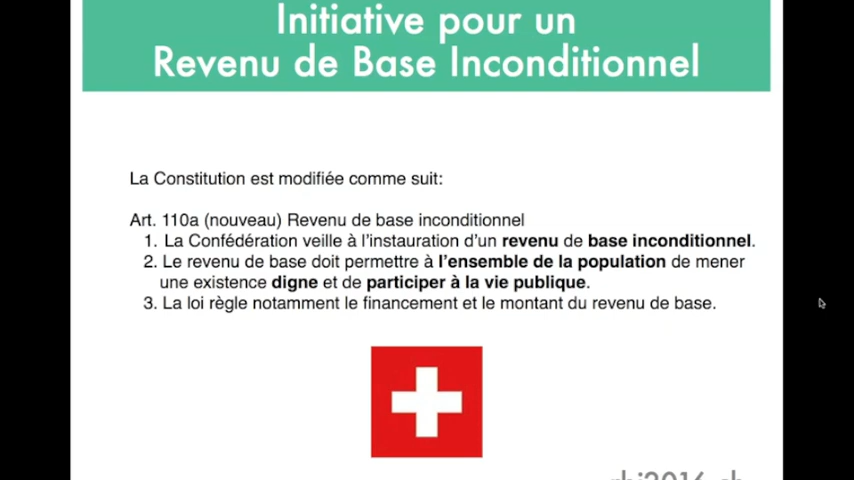 Initiative pour un
Revenu de Base Inconditionnel
La Constitution est modifiée comme suit:
Art. 110a (nouveau) Revenu de base inconditionnel
1. La Confédération veille à l'instauration d'un revenu de base inconditionnel.
2. Le revenu de base doit permettre à l'ensemble de la population de mener
une existence digne et de participer à la vie publique.
3. La loi règle notamment le financement et le montant du revenu de base.